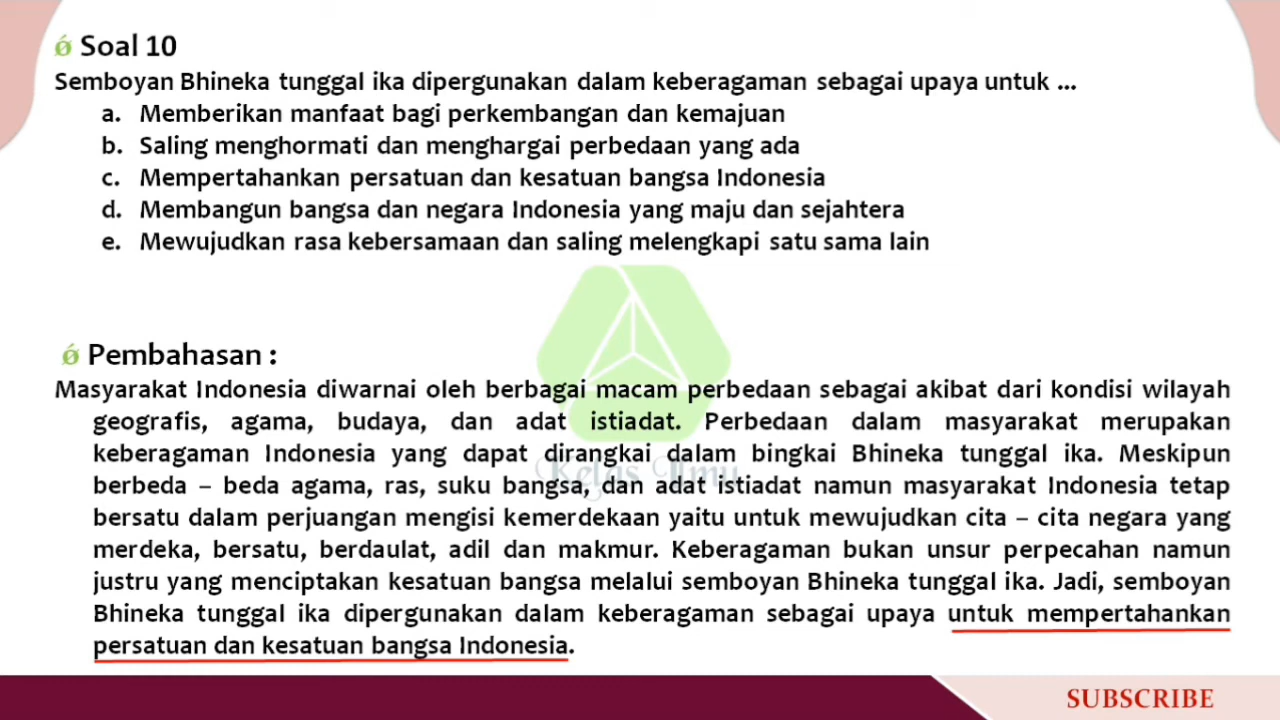 Soal 10
Semboyan Bhineka tunggal ika dipergunakan dalam keberagaman sebagai upaya untuk ...
a. Memberikan manfaat bagi perkembangan dan kemajuan
b. Saling menghormati dan menghargai perbedaan yang ada
c. Mempertahankan persatuan dan kesatuan bangsa Indonesia
d. Membangun bangsa dan negara Indonesia yang maju dan sejahtera
e. Mewujudkan rasa kebersamaan dan saling melengkapi satu sama lain
Pembahasan :
Masyarakat Indonesia diwarnai oleh berbagai macam perbedaan sebagai akibat dari kondisi wilayah
geografis, agama, budaya, dan adat istiadat. Perbedaan dalam masyarakat merupakan
keberagaman Indonesia yang dapat dirangkai dalam bingkai Bhineka tunggal ika. Meskipun
berbeda – beda agama, ras, suku bangsa, dan adat istiadat namun masyarakat Indonesia tetap
bersatu dalam perjuangan mengisi kemerdekaan yaitu untuk mewujudkan cita – cita negara yang
merdeka, bersatu, berdaulat, adil dan makmur. Keberagaman bukan unsur perpecahan namun
justru yang menciptakan kesatuan bangsa melalui semboyan Bhineka tunggal ika. Jadi, semboyan
Bhineka tunggal ika dipergunakan dalam keberagaman sebagai upaya untuk mempertahankan
persatuan dan kesatuan bangsa Indonesia.
Kelas Ilmu
SUBSCRIBE